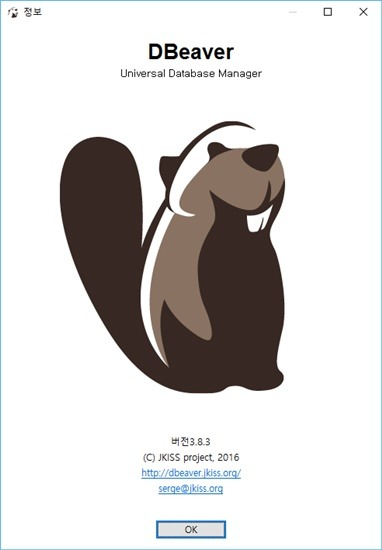 정보
DBeaver
Universal Database Manager
버전3.8.3
(C) JKISS project, 2016
http://dbeaver.jkiss.org/
serge@jkiss.org
OK